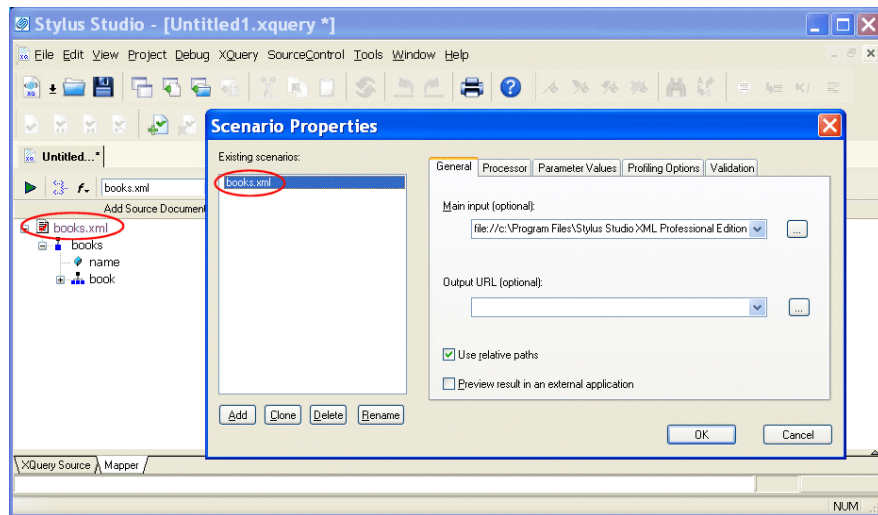 Stylus Studio - [Untitled1.xquery *]
File Edit View Project Debug XQuery SourceControl Tools Window Help
Scenario Properties
Untitled...*
Existing scenarios:
books.xml
General Processor Parameter Values Profiling Options Validation
books.xml
Add Source Document
Main input (optional):
file://c:\Program Files\Stylus Studio XML Professional Edition
...
books.xml
books
name
book
Output URL (optional):
...
Use relative paths
Preview result in an external application
Add Clone Delete Rename
OK Cancel
XQuery Source Mapper
NUM